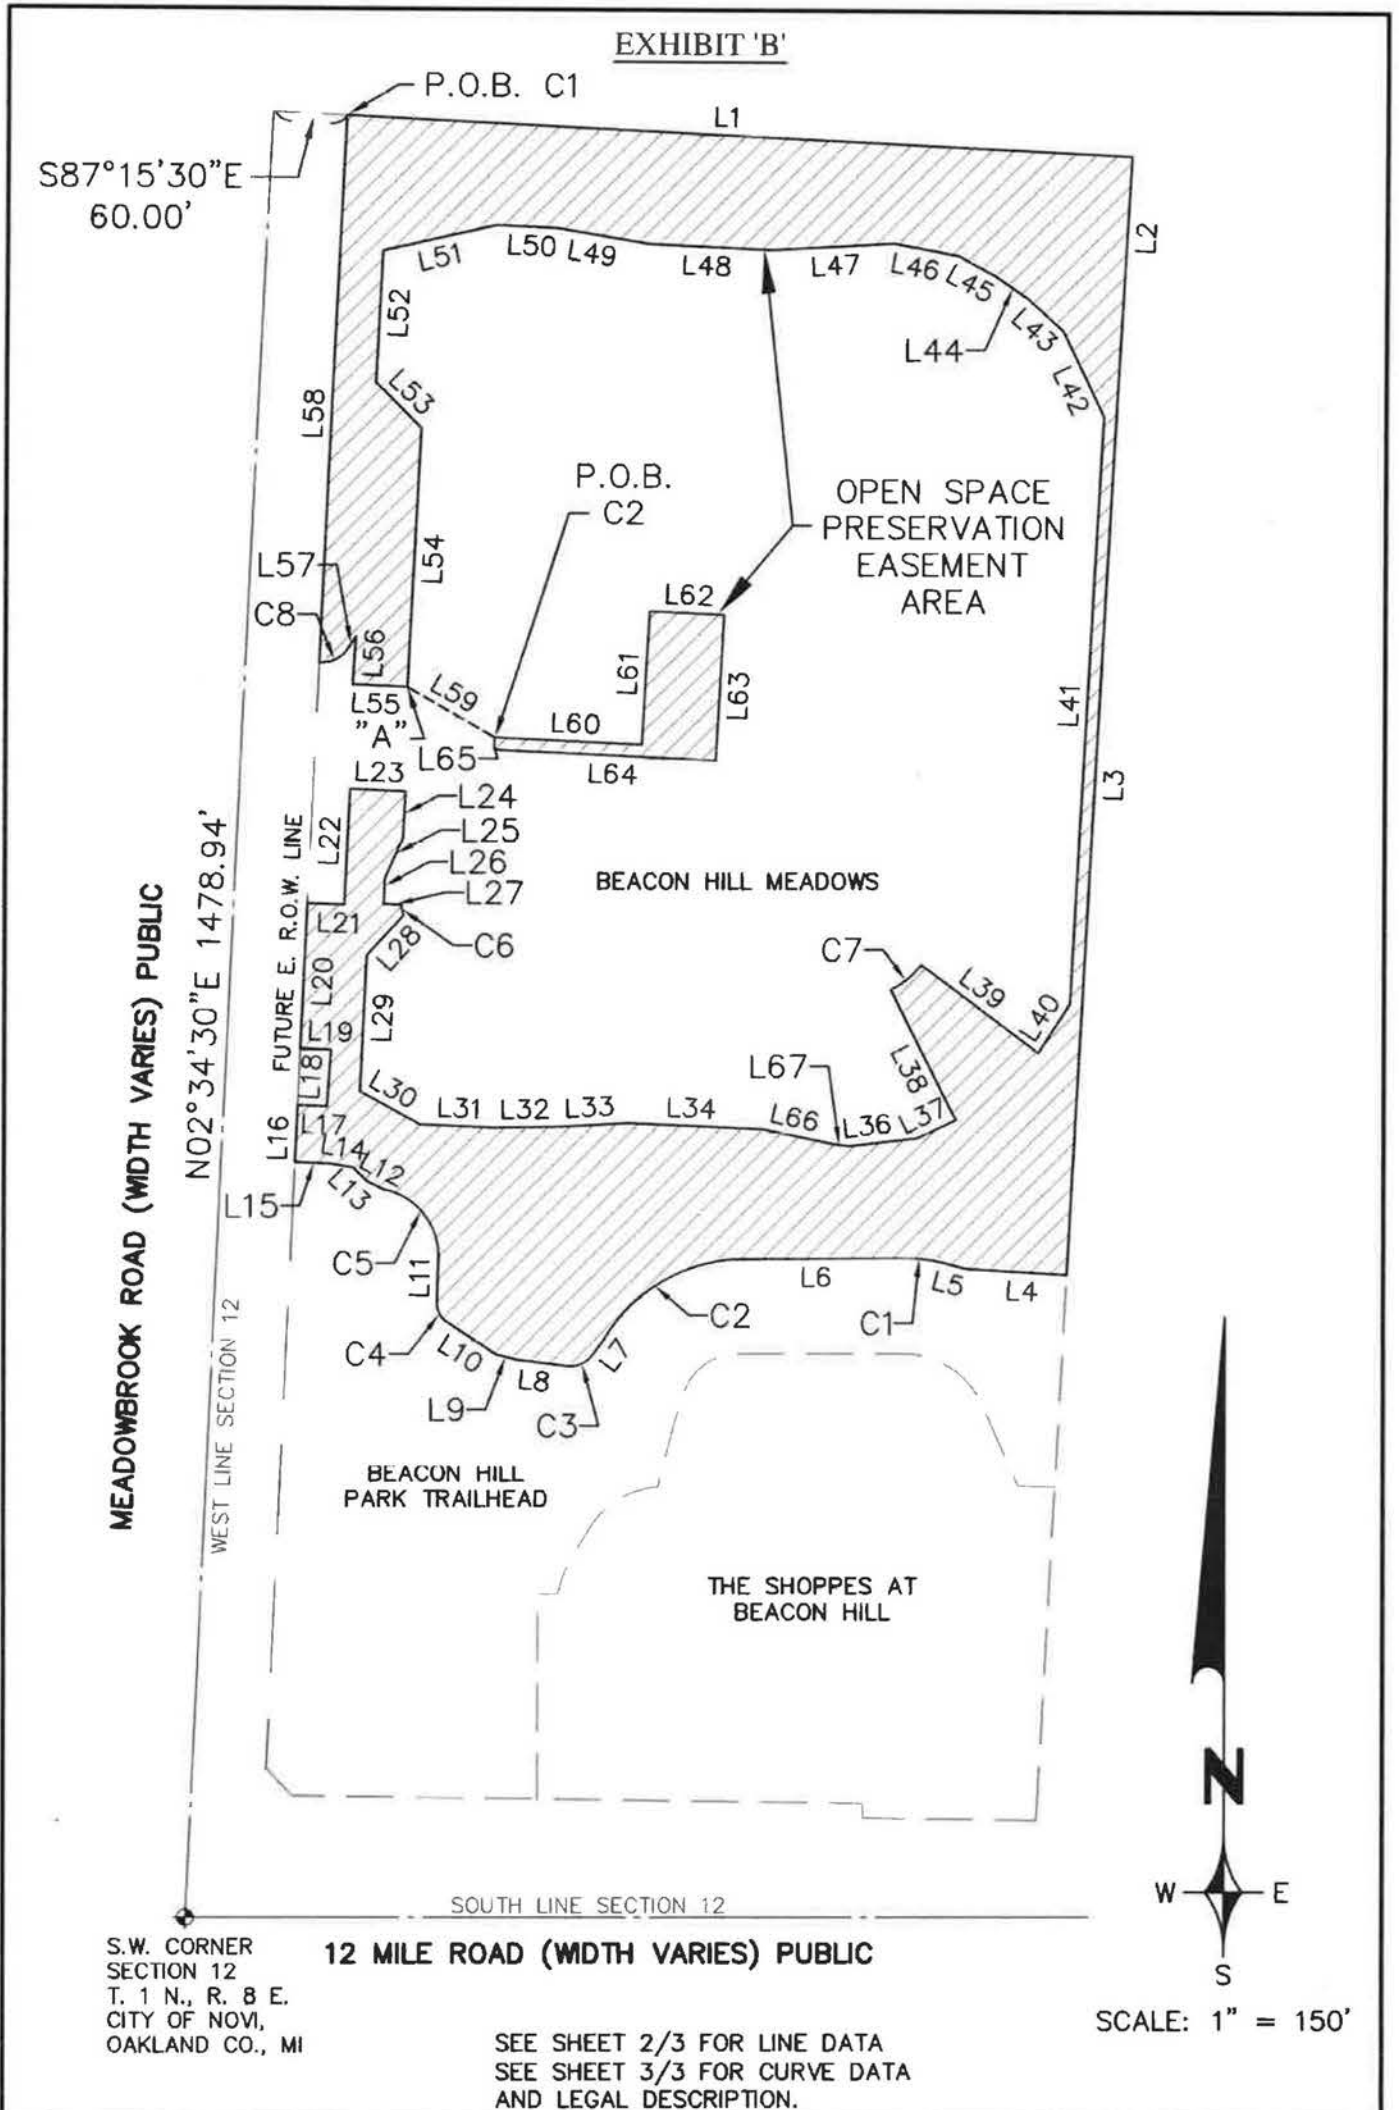 EXHIBIT 'B'
P.O.B. C1
L1
S87°15'30"E
60.00'
L2
L51
L50
L49
L48
L47
L46
L45
L44
L43
L42
L52
L53
L58
P.O.B.
C2
OPEN SPACE
PRESERVATION
EASEMENT
AREA
L54
L57
C8
L56
L62
L61
L63
L55
L59
"A"
L60
L65
L64
L41
L3
L23
L24
L25
L26
L27
L22
L21
C6
L28
BEACON HILL MEADOWS
C7
L39
L40
L20
L19
L29
L18
FUTURE E. R.O.W. LINE
N02°34'30"E 1478.94'
MEADOWBROOK ROAD (WIDTH VARIES) PUBLIC
WEST LINE SECTION 12
L38
L67
L30
L31
L32
L33
L34
L66
L36
L37
L16
L17
L14
L12
L15
L13
C5
L11
L6
L5
L4
C2
C1
C4
L10
L7
L8
L9
C3
BEACON HILL
PARK TRAILHEAD
THE SHOPPES AT
BEACON HILL
N
W
E
S
SOUTH LINE SECTION 12
12 MILE ROAD (WIDTH VARIES) PUBLIC
S.W. CORNER
SECTION 12
T. 1 N., R. 8 E.
CITY OF NOVI,
OAKLAND CO., MI
SCALE: 1" = 150'
SEE SHEET 2/3 FOR LINE DATA
SEE SHEET 3/3 FOR CURVE DATA
AND LEGAL DESCRIPTION.